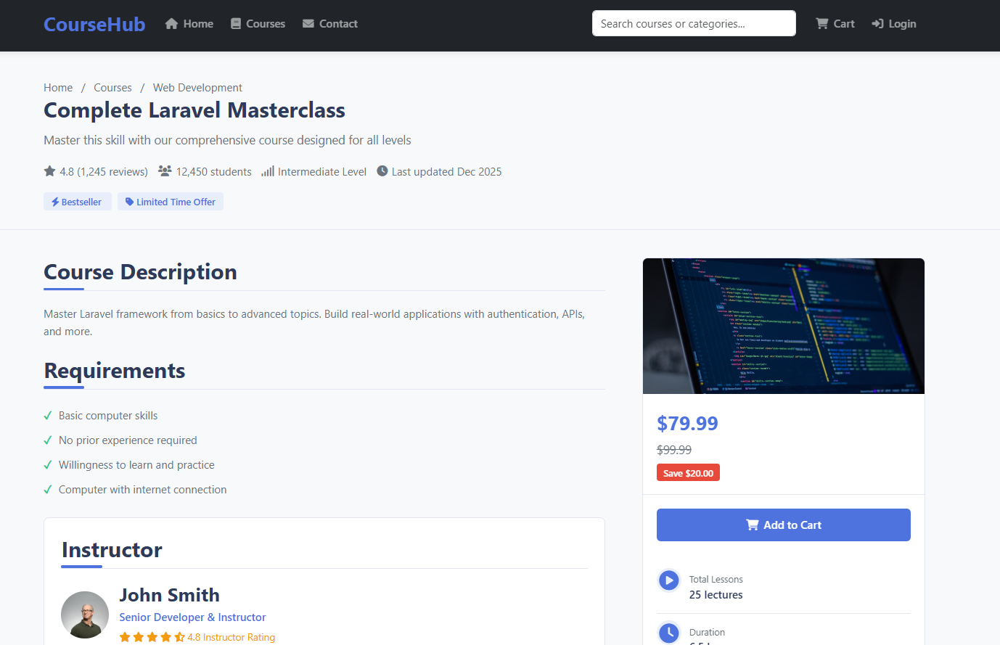 CourseHub
Home
Courses
Contact
Search courses or categories...
Cart
Login
Home / Courses / Web Development
Complete Laravel Masterclass
Master this skill with our comprehensive course designed for all levels
4.8 (1,245 reviews) 12,450 students Intermediate Level Last updated Dec 2025
Bestseller Limited Time Offer
Course Description
Master Laravel framework from basics to advanced topics. Build real-world applications with authentication, APIs,
and more.
Requirements
Basic computer skills
No prior experience required
Willingness to learn and practice
Computer with internet connection
Instructor
John Smith
Senior Developer & Instructor
4.8 Instructor Rating
$79.99
$99.99
Save $20.00
Add to Cart
Total Lessons
25 lectures
Duration